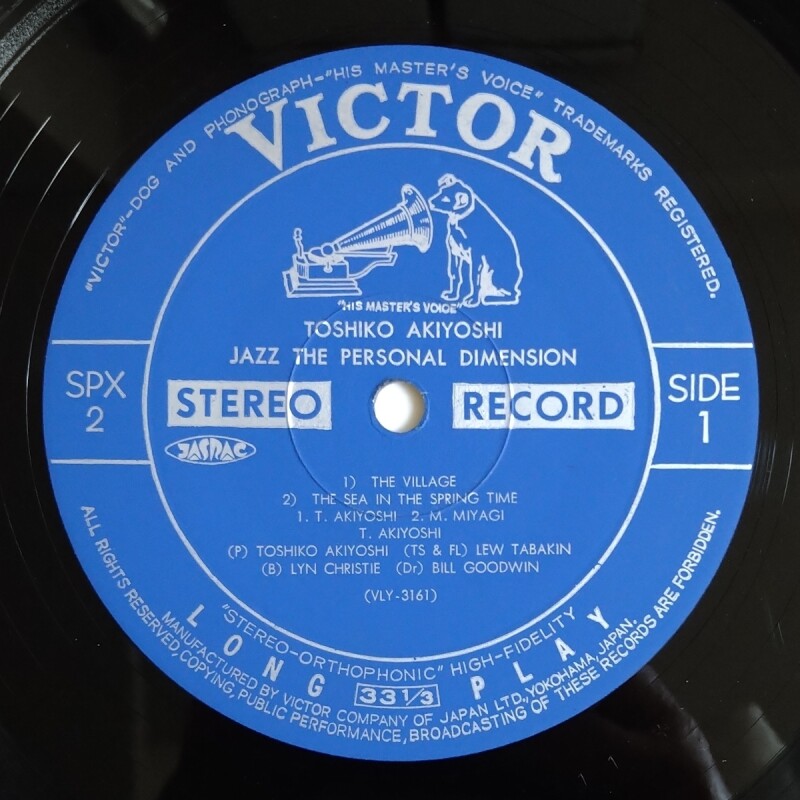 "VICTOR"–DOG AND PHONOGRAPH–"HIS MASTER'S VOICE" TRADEMARKS REGISTERED.
VICTOR
"HIS MASTER'S VOICE"
TOSHIKO AKIYOSHI
JAZZ THE PERSONAL DIMENSION
SPX
2
STEREO RECORD
SIDE
1
JASRAC
1) THE VILLAGE
2) THE SEA IN THE SPRING TIME
1. T. AKIYOSHI 2. M. MIYAGI
T. AKIYOSHI
(P) TOSHIKO AKIYOSHI (TS & FL) LEW TABAKIN
(B) LYN CHRISTIE (Dr) BILL GOODWIN
(VLY-3161)
"STEREO–ORTHOPHONIC" HIGH–FIDELITY
LONG 33 1/3 PLAY
MANUFACTURED BY VICTOR COMPANY OF JAPAN LTD., YOKOHAMA, JAPAN.
ALL RIGHTS RESERVED, COPYING, PUBLIC PERFORMANCE, BROADCASTING OF THESE RECORDS ARE FORBIDDEN.